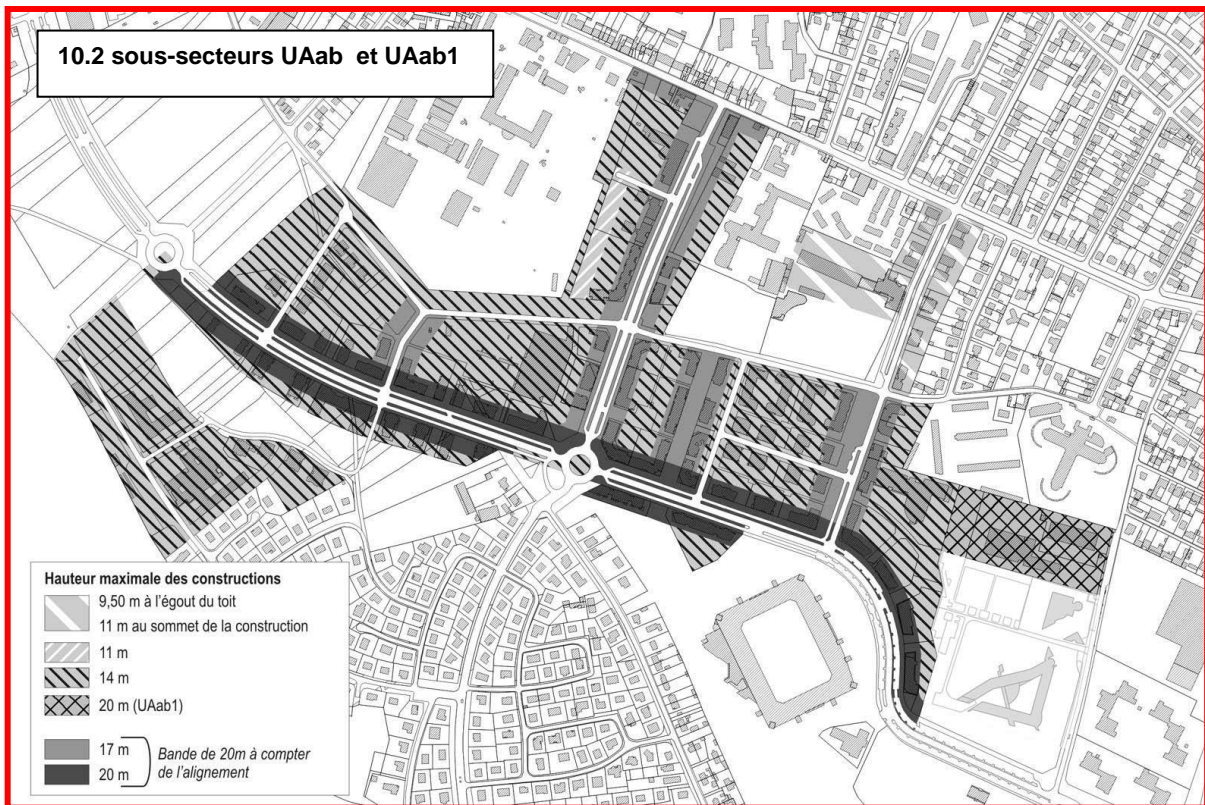 10.2 sous-secteurs UAab et UAab1
Hauteur maximale des constructions
9,50 m à l'égout du toit
11 m au sommet de la construction
11 m
14 m
20 m (UAab1)
17 m
20 m
Bande de 20m à compter
de l'alignement